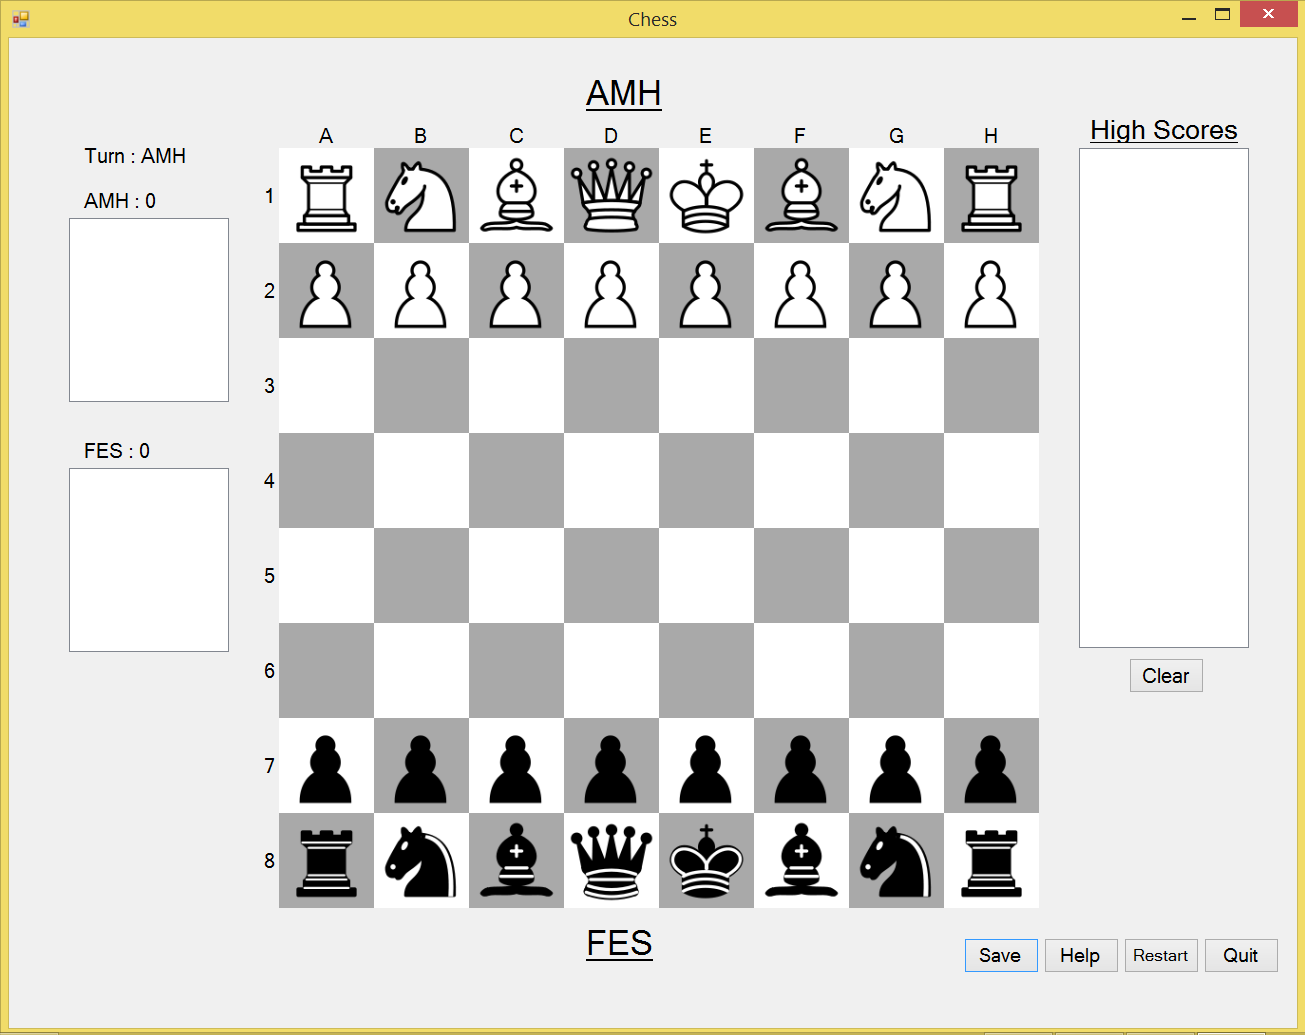 Chess
AMH
A B C D E F G H
High Scores
Turn : AMH
AMH : 0
1
2
3
4
FES : 0
5
6
Clear
7
8
FES
Save Help Restart Quit